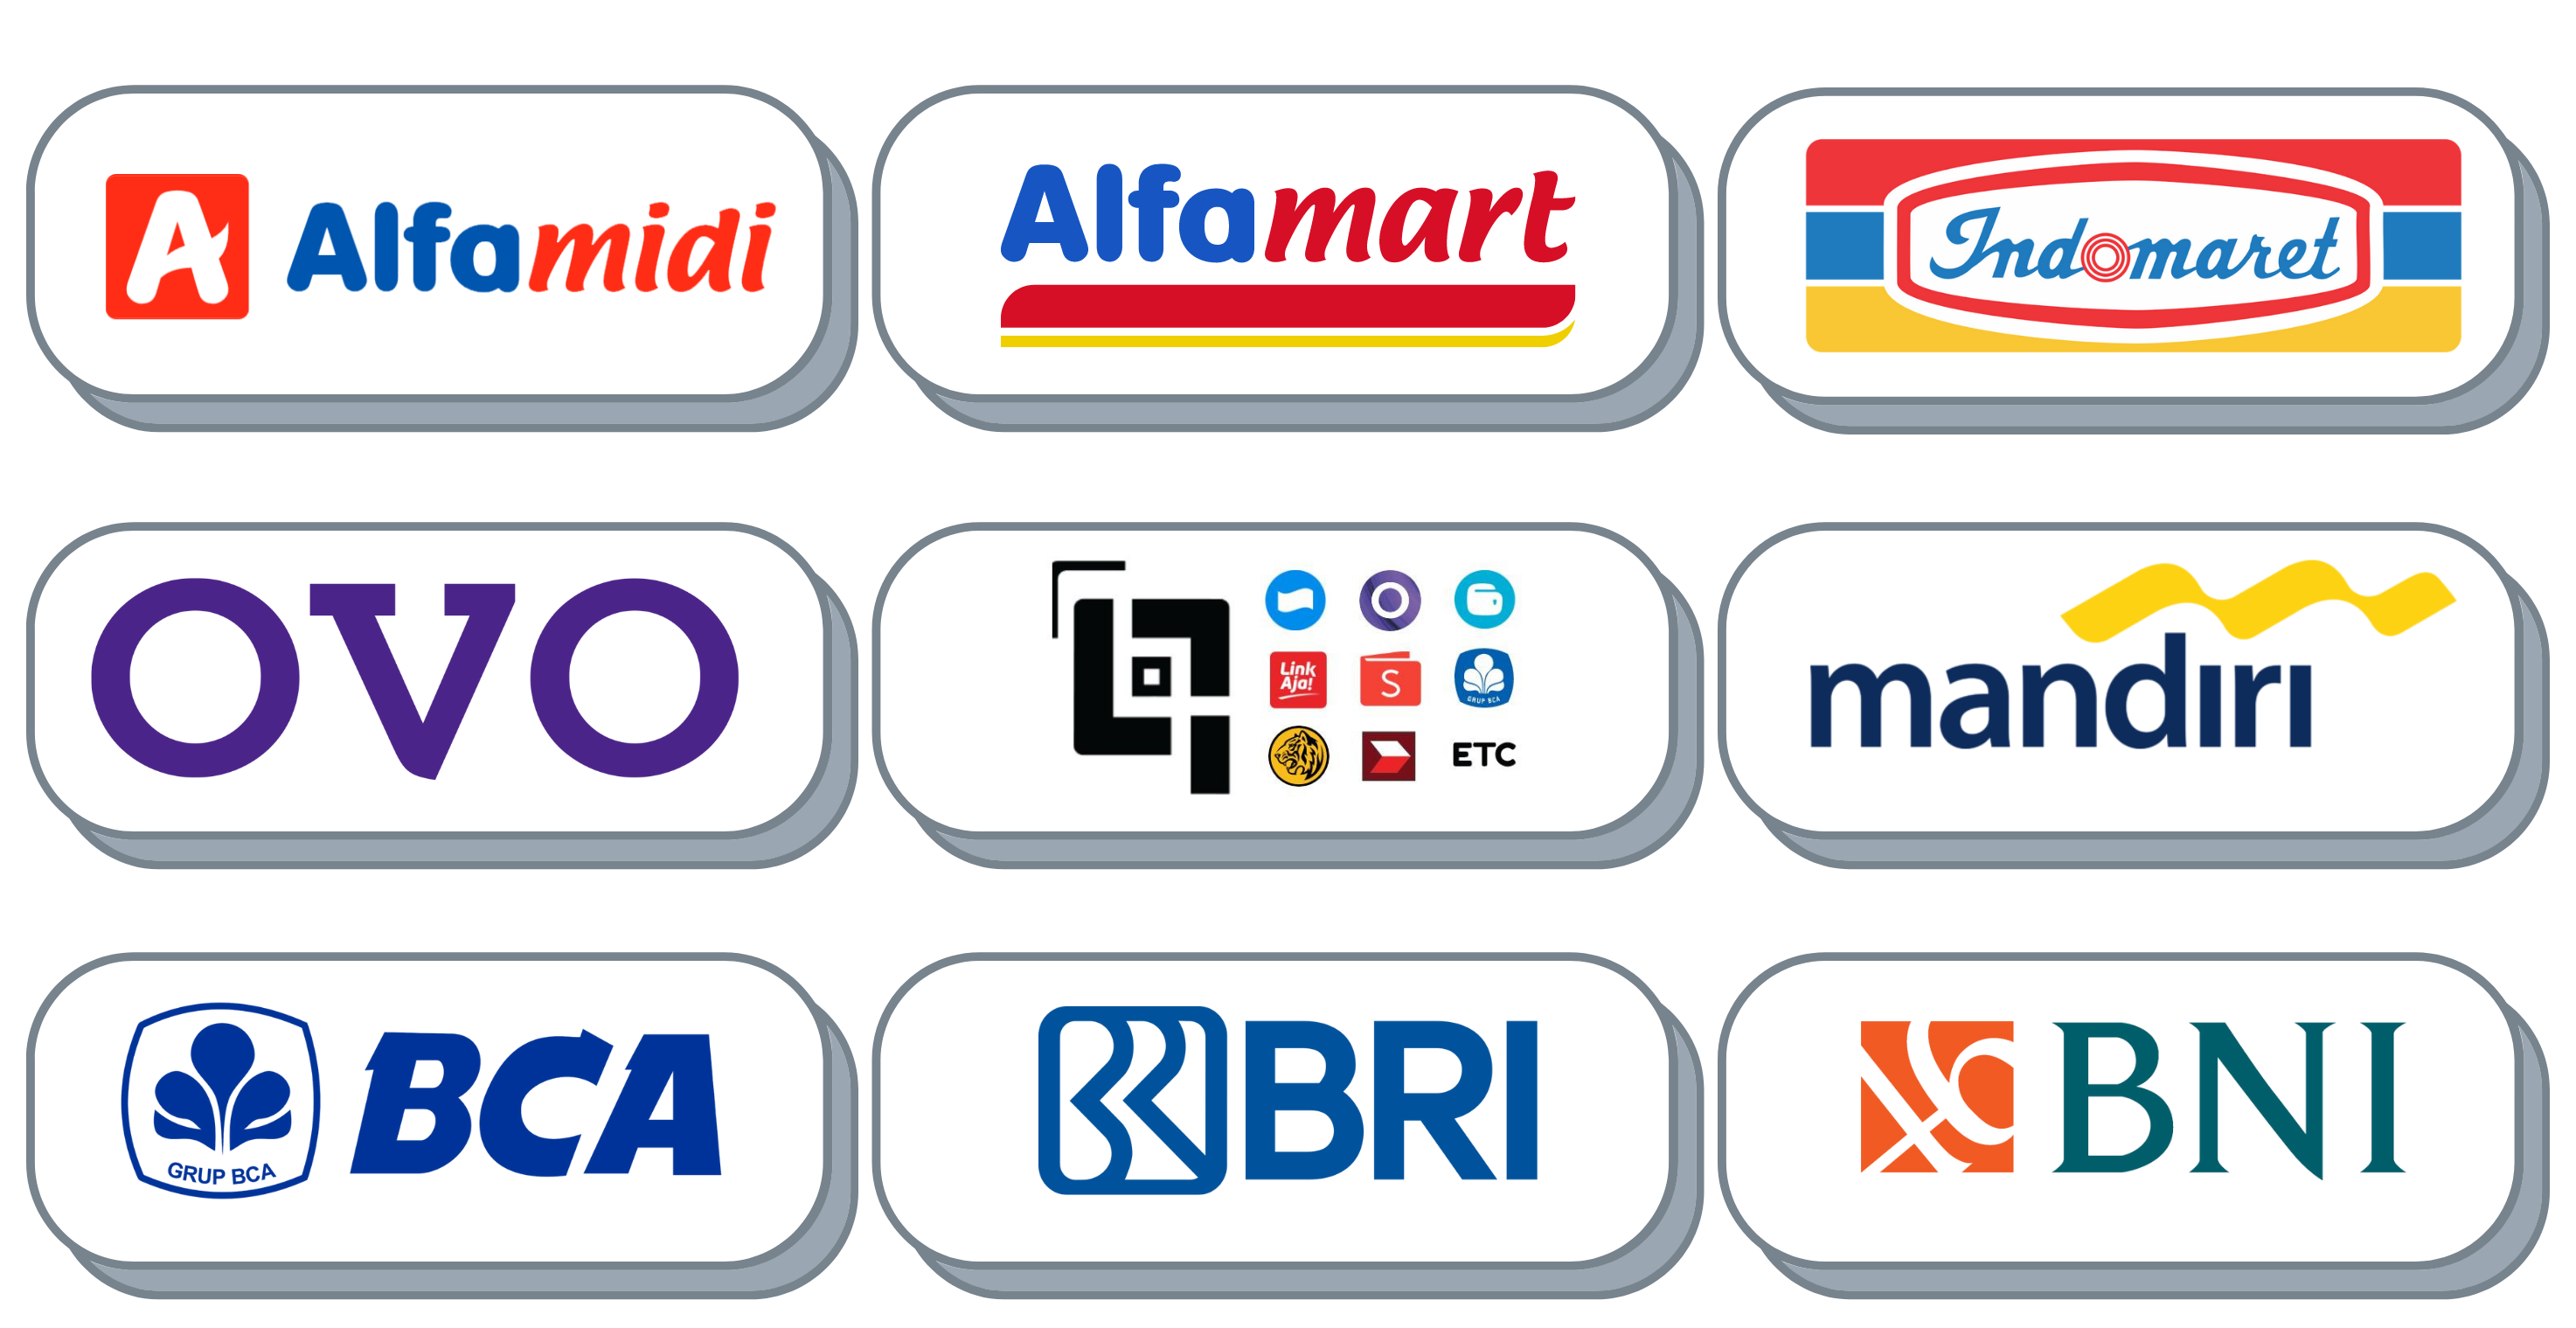 A Alfamidi
Alfamart
Indomaret
OVO
Link
Aja!
S
GRUP BCA
ETC
mandiri
GRUP BCA
BCA
BRI
BNI